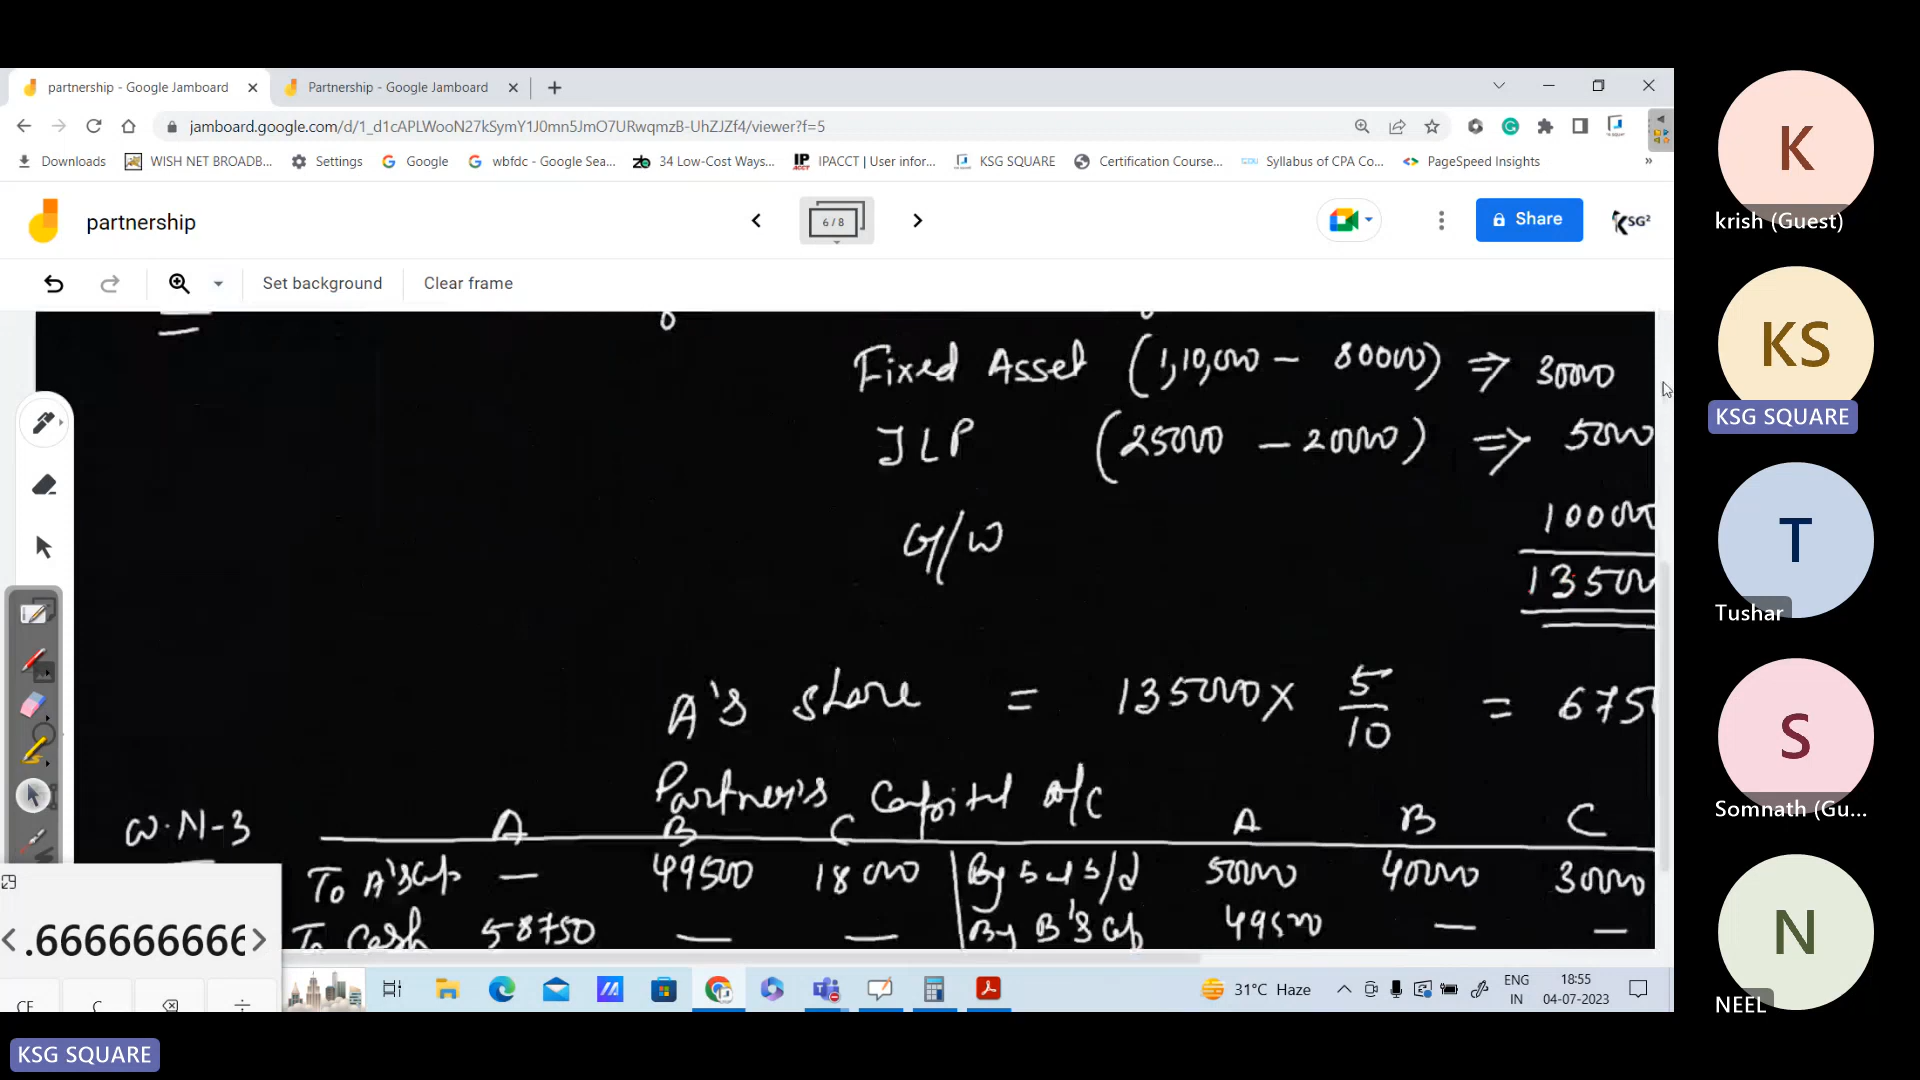 partnership - Google Jamboard
Partnership - Google Jamboard
jamboard.google.com/d/1_d1cAPLWooN27kSymY1J0mn5JmO7URwqmzB-UhZJZf4/viewer?f=5
Downloads WISH NET BROADB... Settings Google wbfdc - Google Sea... 34 Low-Cost Ways... IPACCT | User infor... KSG SQUARE Certification Course... Syllabus of CPA Co... PageSpeed Insights »
partnership
6 / 8
Share
KSG²
Set background Clear frame
Fixed Asset (1,10,000 - 80000) ⇒ 30000
JLP (25000 - 20000) ⇒ 5000
G/W 10000
13500
A's share = 135000 × 5/10 = 675
Partner's Capital A/C
W.N-3 A B C A B C
To A's Cap — 49500 18000 By bal b/d 50000 40000 30000
To Cash 58750 — — By B's Cap 49500 — —
.666666666
CE C ÷
31°C Haze
ENG
IN
18:55
04-07-2023
K
krish (Guest)
KS
KSG SQUARE
T
Tushar
S
Somnath (Gu...
N
NEEL
KSG SQUARE